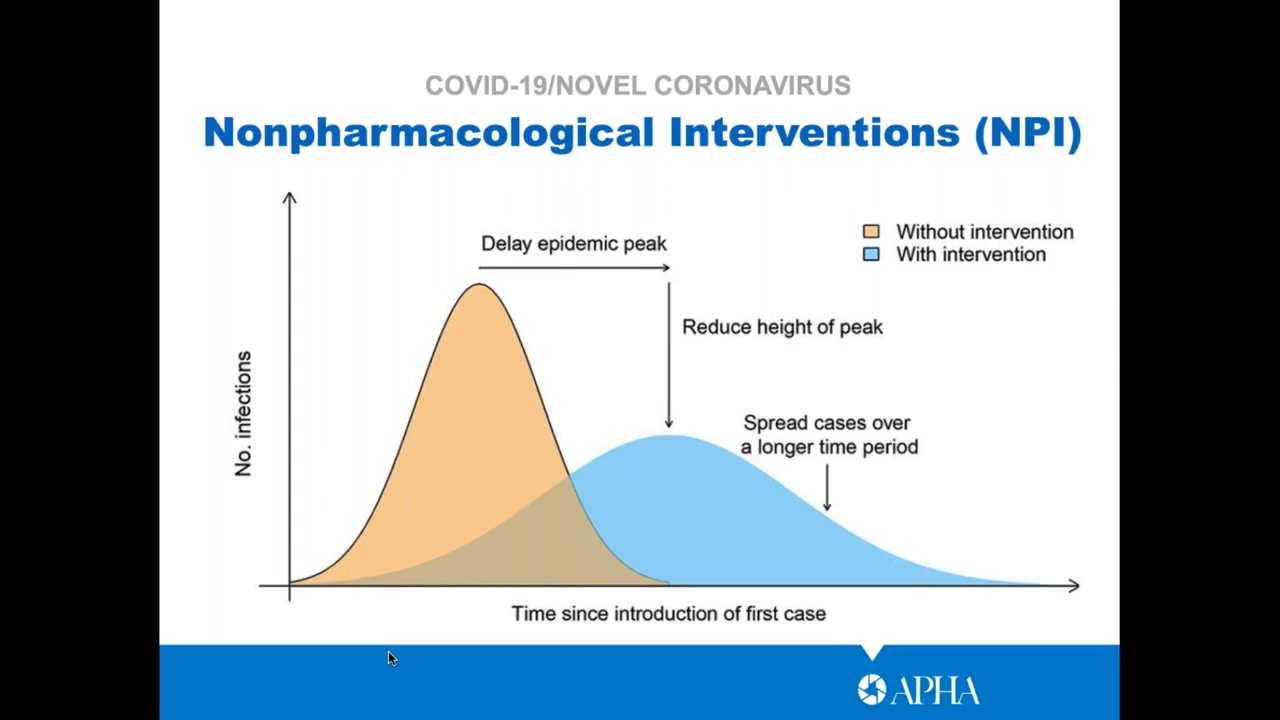 COVID-19/NOVEL CORONAVIRUS
Nonpharmacological Interventions (NPI)
Without intervention
With intervention
Delay epidemic peak
Reduce height of peak
Spread cases over
a longer time period
No. infections
Time since introduction of first case
APHA